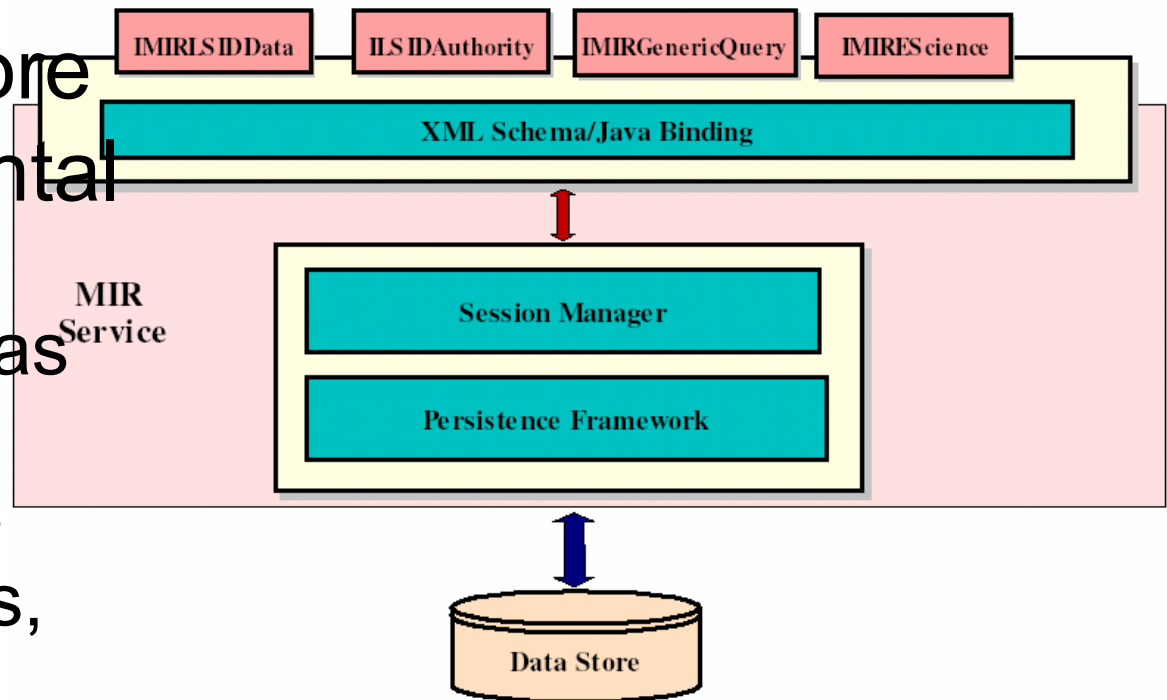 IMIRLSIDData ILSIDAuthority IMIRGenericQuery IMIREScience
ore
XML Schema/Java Binding
ntal
MIR
Service
Session Manager
as
Persistence Framework
s,
Data Store